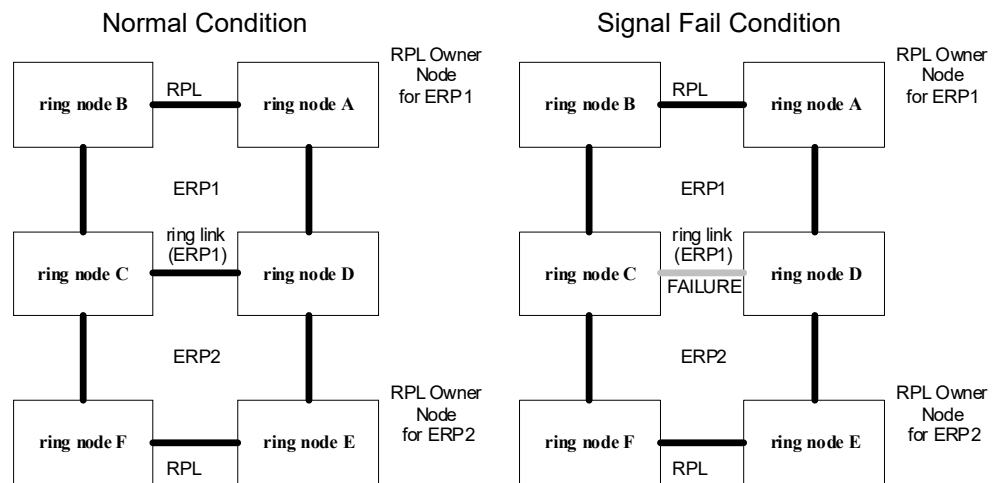 Normal Condition
RPL Owner
Node
for ERP1
ring node B
RPL
ring node A
ERP1
ring link
(ERP1)
ring node C
ring node D
ERP2
RPL Owner
Node
for ERP2
ring node F
RPL
ring node E
Signal Fail Condition
RPL Owner
Node
for ERP1
ring node B
RPL
ring node A
ERP1
ring link
(ERP1)
ring node C
FAILURE
ring node D
ERP2
RPL Owner
Node
for ERP2
ring node F
RPL
ring node E